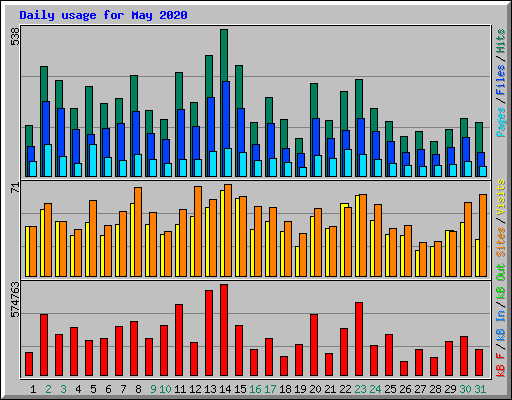 Daily usage for May 2020
538
Pages / Files / Hits
71
Sites / Visits
574763
kB F / kB In / kB Out
1 2 3 4 5 6 7 8 9 10 11 12 13 14 15 16 17 18 19 20 21 22 23 24 25 26 27 28 29 30 31